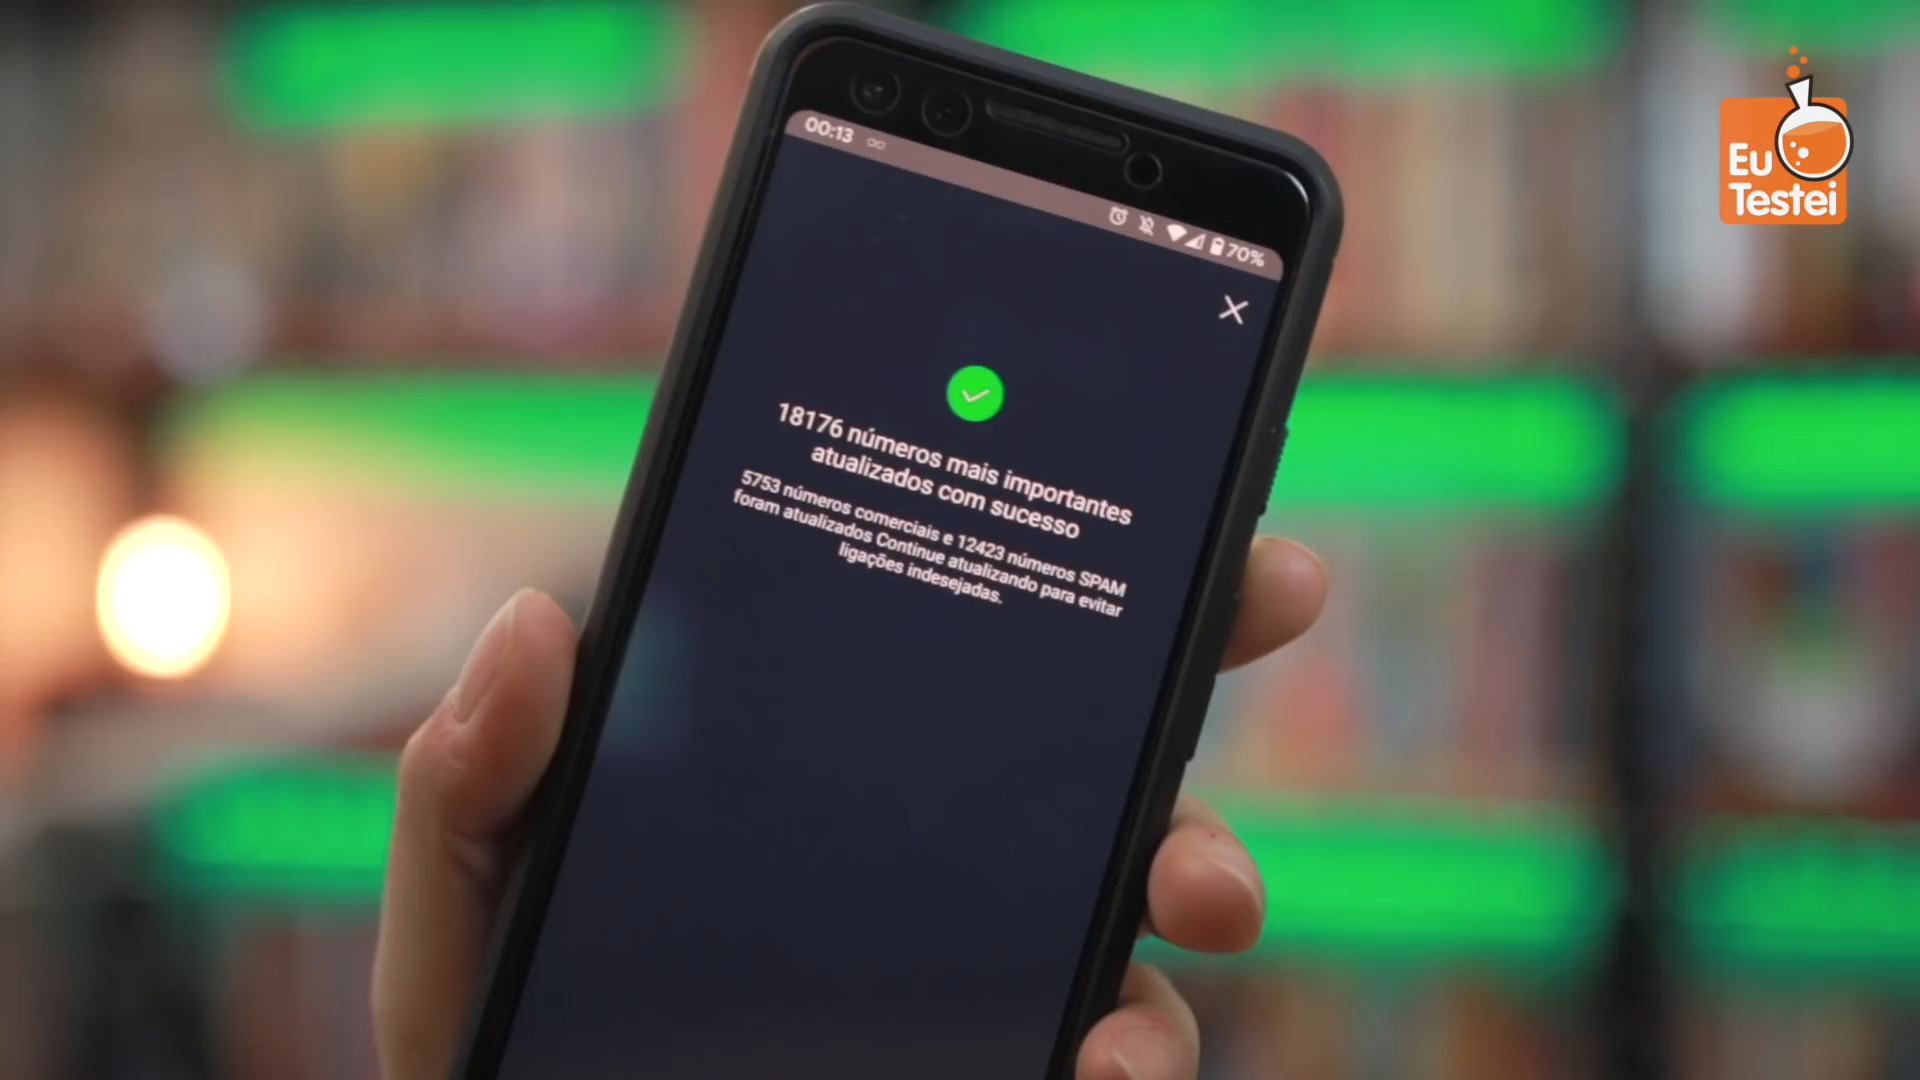 Eu
Testei
00:13
70%
18176 números mais importantes
atualizados com sucesso
5753 números comerciais e 12423 números SPAM
foram atualizados Continue atualizando para evitar
ligações indesejadas.